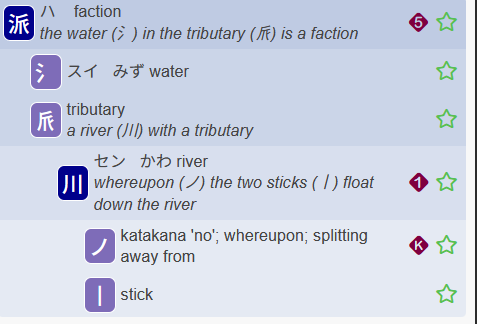 派 ハ faction 5
the water (氵) in the tributary (𠂢) is a faction
氵 スイ みず water
𠂢 tributary
a river (川) with a tributary
川 セン かわ river 1
whereupon (ノ) the two sticks (丨) float
down the river
ノ katakana 'no'; whereupon; splitting K
away from
丨 stick